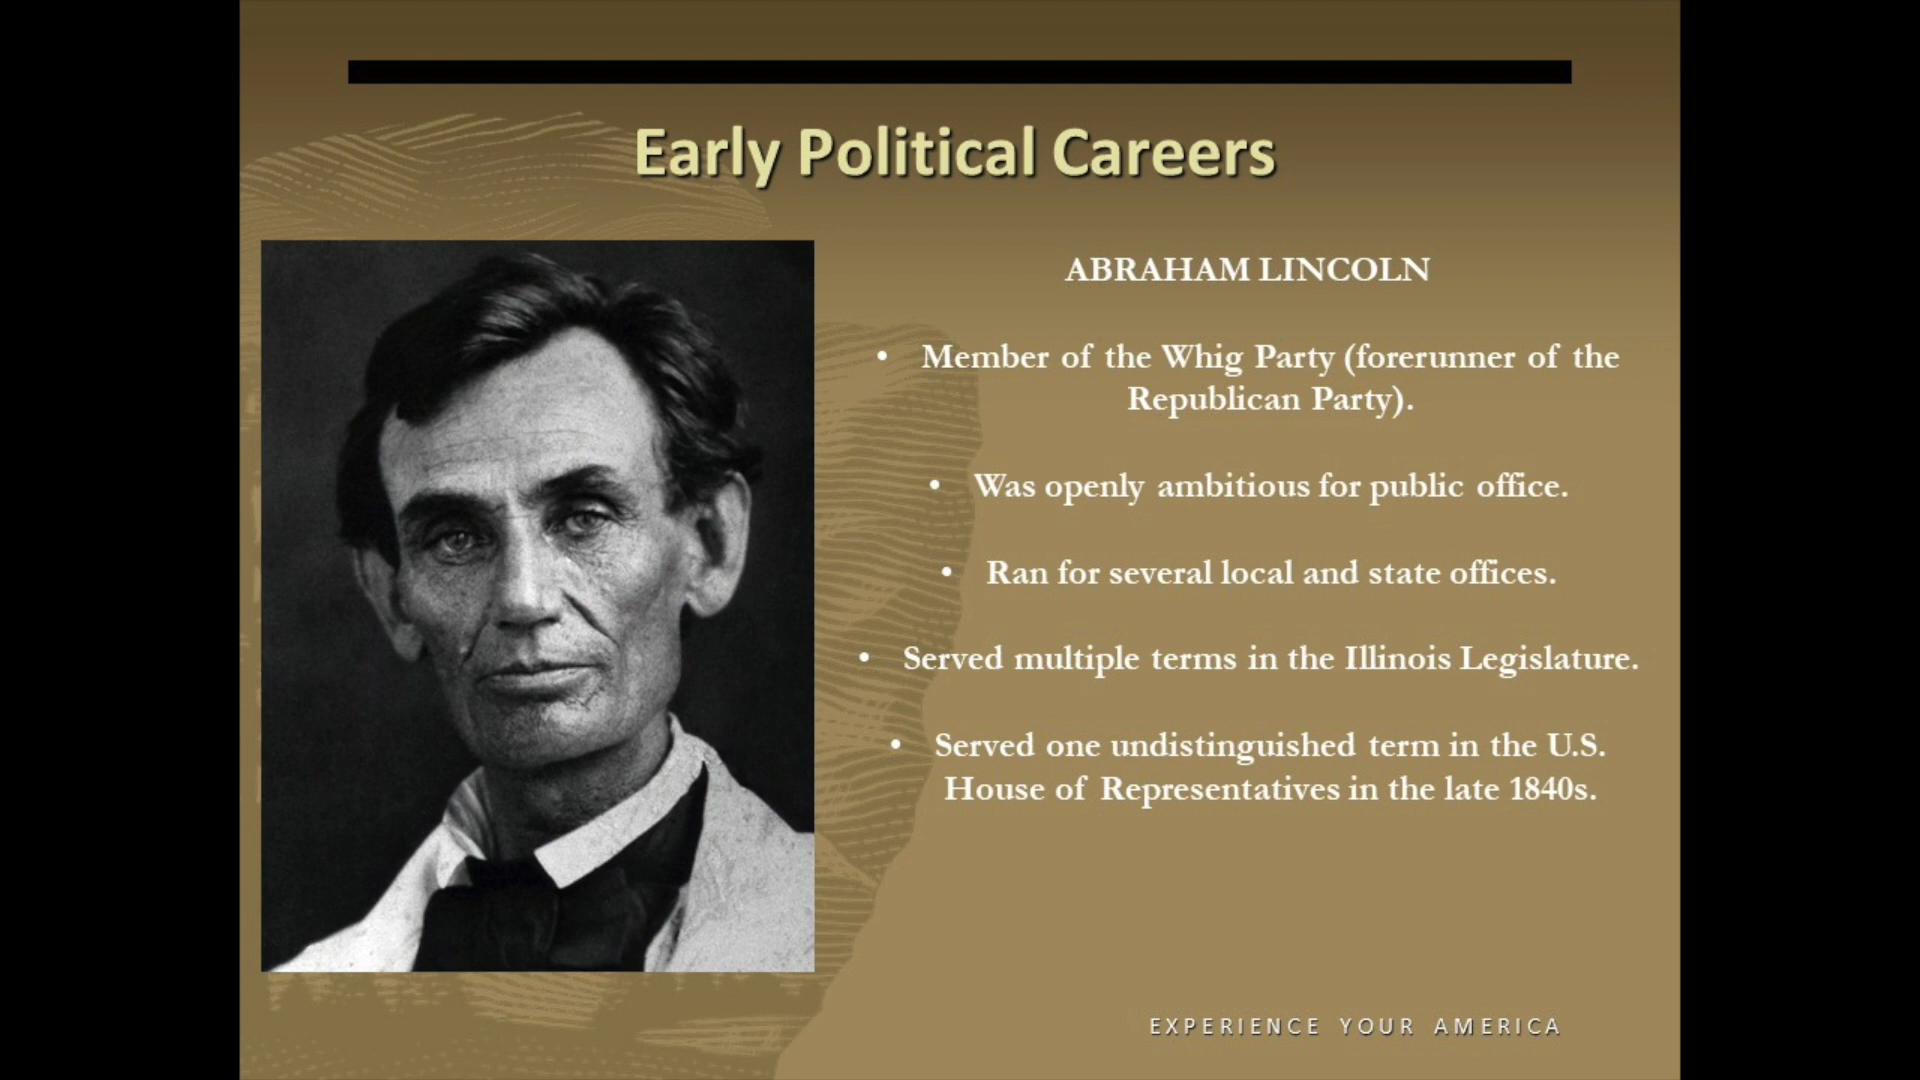 Early Political Careers
ABRAHAM LINCOLN
• Member of the Whig Party (forerunner of the
Republican Party).
• Was openly ambitious for public office.
• Ran for several local and state offices.
• Served multiple terms in the Illinois Legislature.
• Served one undistinguished term in the U.S.
House of Representatives in the late 1840s.
EXPERIENCE YOUR AMERICA